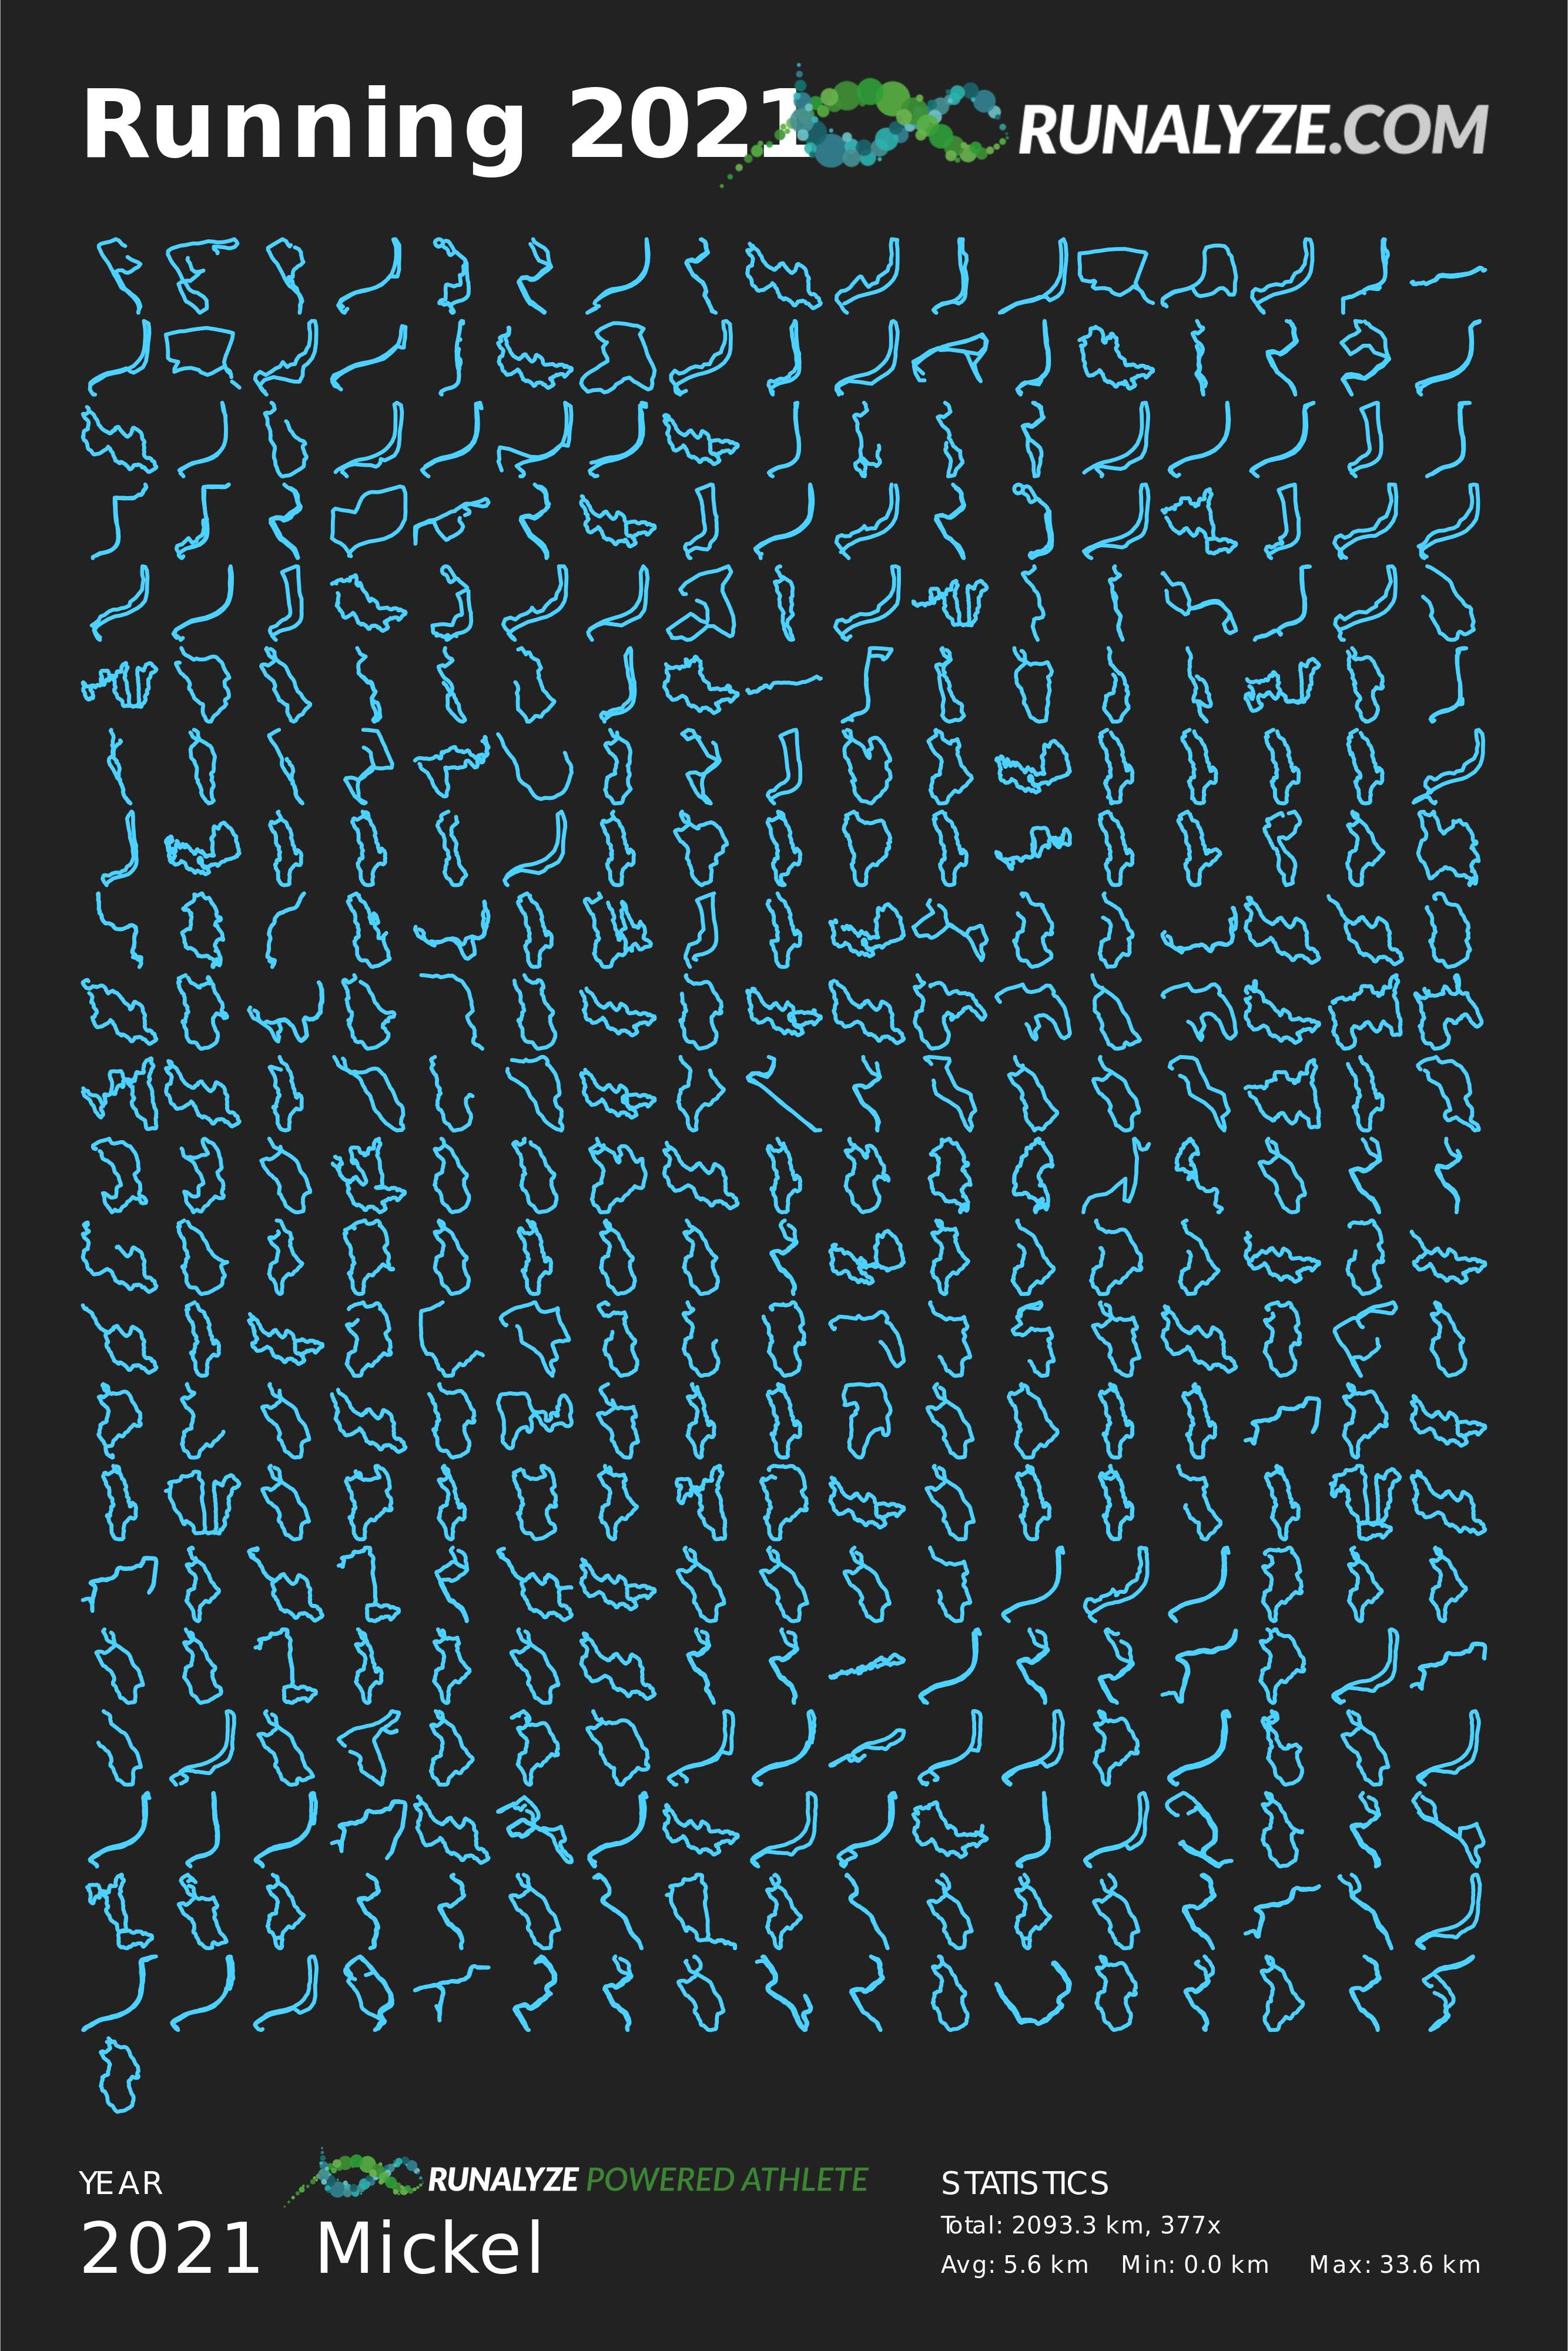 Running 2021 RUNALYZE.COM
YEAR
RUNALYZE POWERED ATHLETE
STATISTICS
2021 Mickel
Total: 2093.3 km, 377x
Avg: 5.6 km Min: 0.0 km Max: 33.6 km